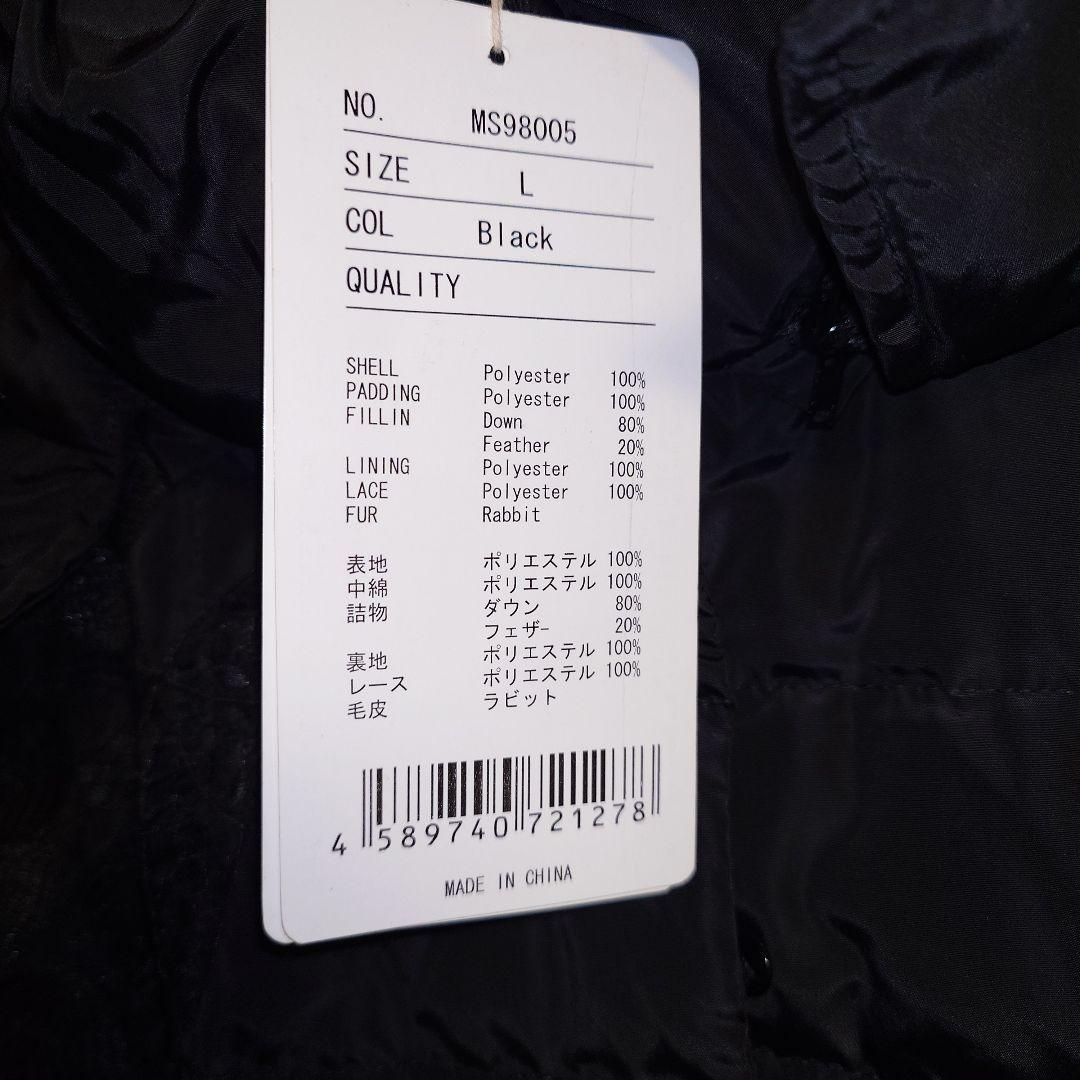 NO. MS98005
SIZE L
COL Black
QUALITY
SHELL Polyester 100%
PADDING Polyester 100%
FILLIN Down 80%
Feather 20%
LINING Polyester 100%
LACE Polyester 100%
FUR Rabbit
表地 ポリエステル 100%
中綿 ポリエステル 100%
詰物 ダウン 80%
フェザー 20%
裏地 ポリエステル 100%
レース ポリエステル 100%
毛皮 ラビット
4 589740 721278
MADE IN CHINA